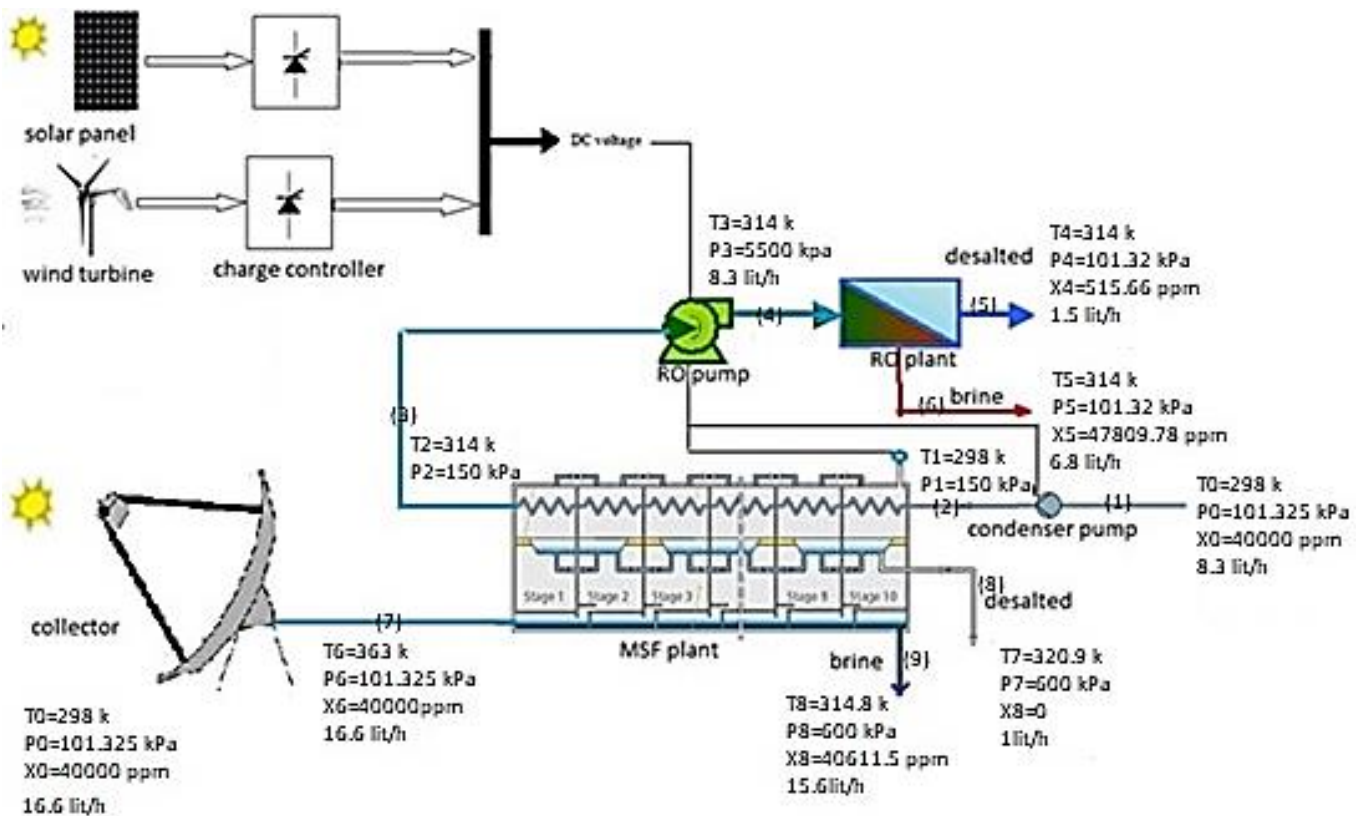 solar panel
DC voltage
wind turbine
charge controller
T3=314 k
P3=5500 kpa
8.3 lit/h
desalted
T4=314 k
P4=101.32 kPa
X4=515.66 ppm
1.5 lit/h
(4)
(5)
RO pump
RO plant
(6)
brine
T5=314 k
P5=101.32 kPa
X5=47809.78 ppm
6.8 lit/h
(3)
T2=314 k
P2=150 kPa
T1=298 k
P1=150 kPa
(2)
(1)
condenser pump
T0=298 k
P0=101.325 kPa
X0=40000 ppm
8.3 lit/h
Stage 1
Stage 2
Stage 3
Stage 8
Stage 10
(8)
desalted
collector
(7)
MSF plant
brine
(9)
T6=363 k
P6=101.325 kPa
X6=40000ppm
16.6 lit/h
T7=320.9 k
P7=600 kPa
X8=0
1lit/h
T8=314.8 k
P8=600 kPa
X8=40611.5 ppm
15.6lit/h
T0=298 k
P0=101.325 kPa
X0=40000 ppm
16.6 lit/h